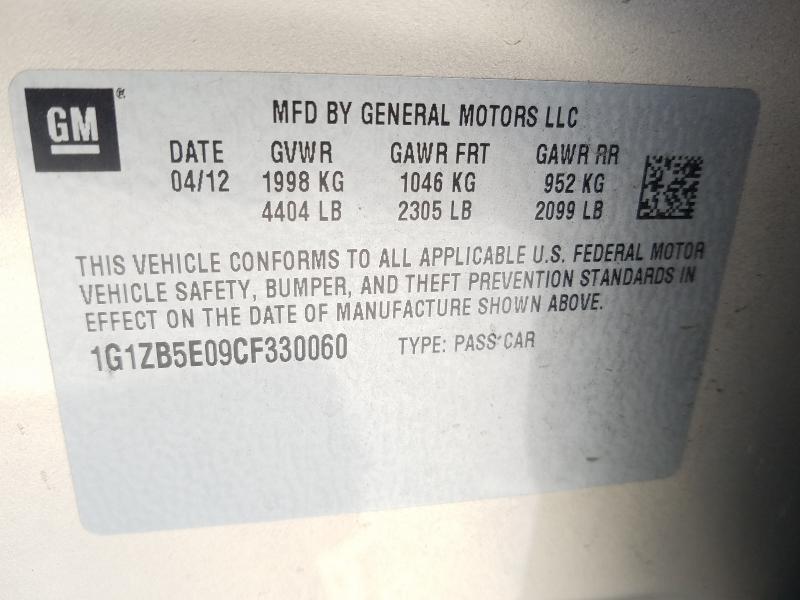 GM ®
MFD BY GENERAL MOTORS LLC
DATE GVWR GAWR FRT GAWR RR
04/12 1998 KG 1046 KG 952 KG
4404 LB 2305 LB 2099 LB
THIS VEHICLE CONFORMS TO ALL APPLICABLE U.S. FEDERAL MOTOR
VEHICLE SAFETY, BUMPER, AND THEFT PREVENTION STANDARDS IN
EFFECT ON THE DATE OF MANUFACTURE SHOWN ABOVE.
1G1ZB5E09CF330060 TYPE: PASS CAR